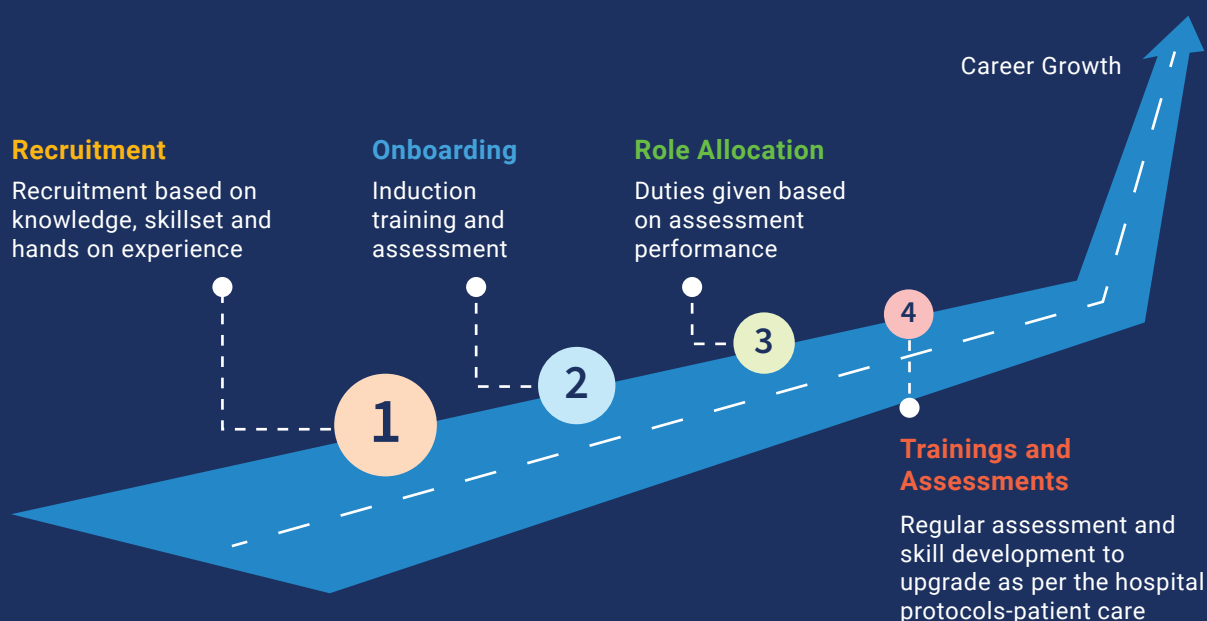 Career Growth
Recruitment
Recruitment based on
knowledge, skillset and
hands on experience
Onboarding
Induction
training and
assessment
Role Allocation
Duties given based
on assessment
performance
1
2
3
4
Trainings and
Assessments
Regular assessment and
skill development to
upgrade as per the hospital
protocols-patient care